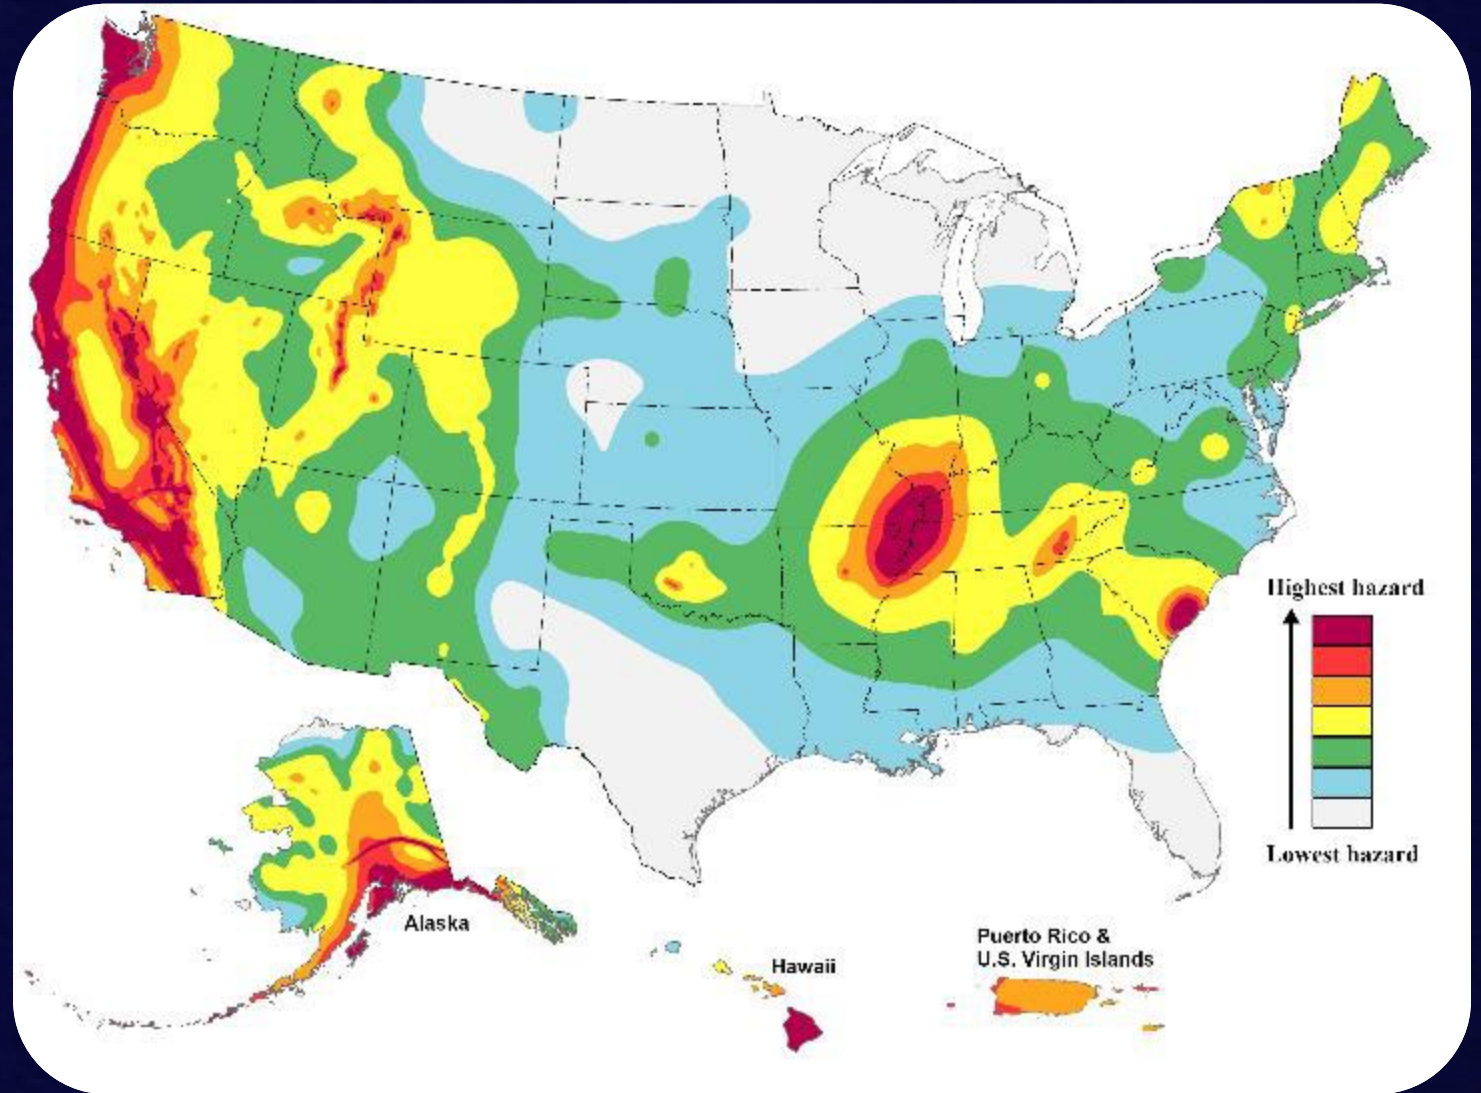 Highest hazard
Lowest hazard
Alaska
Hawaii
Puerto Rico &
U.S. Virgin Islands